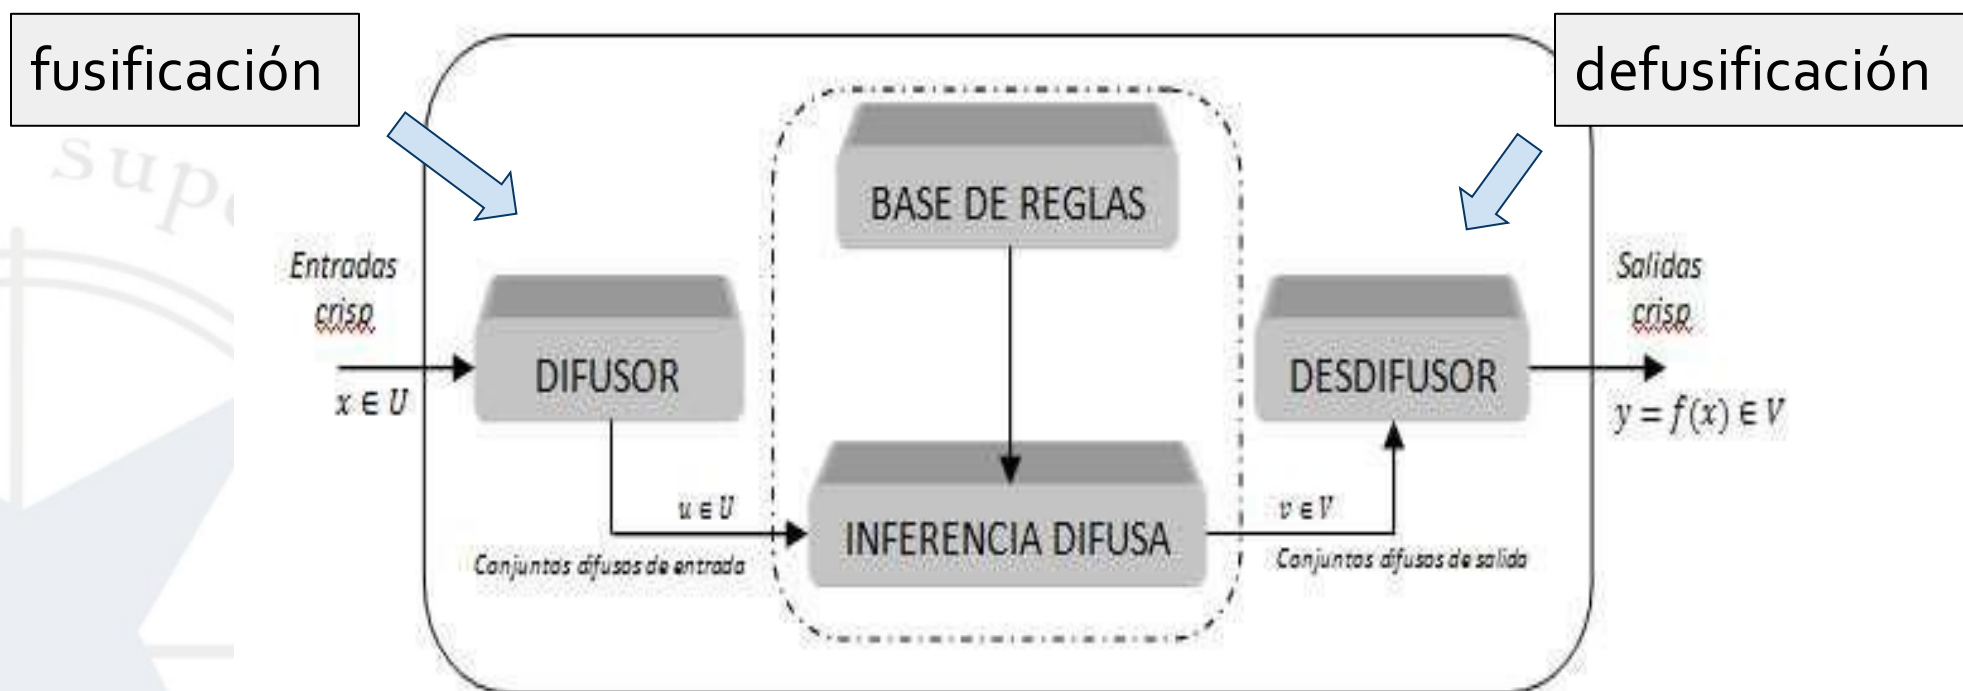 fusificación
defusificación
sup
BASE DE REGLAS
Entradas
crisp
Salidas
crisp
DIFUSOR
DESDIFUSOR
x ∈ U
y = f(x) ∈ V
u ∈ U
v ∈ V
INFERENCIA DIFUSA
Conjuntos difusos de entrada
Conjuntos difusos de salida